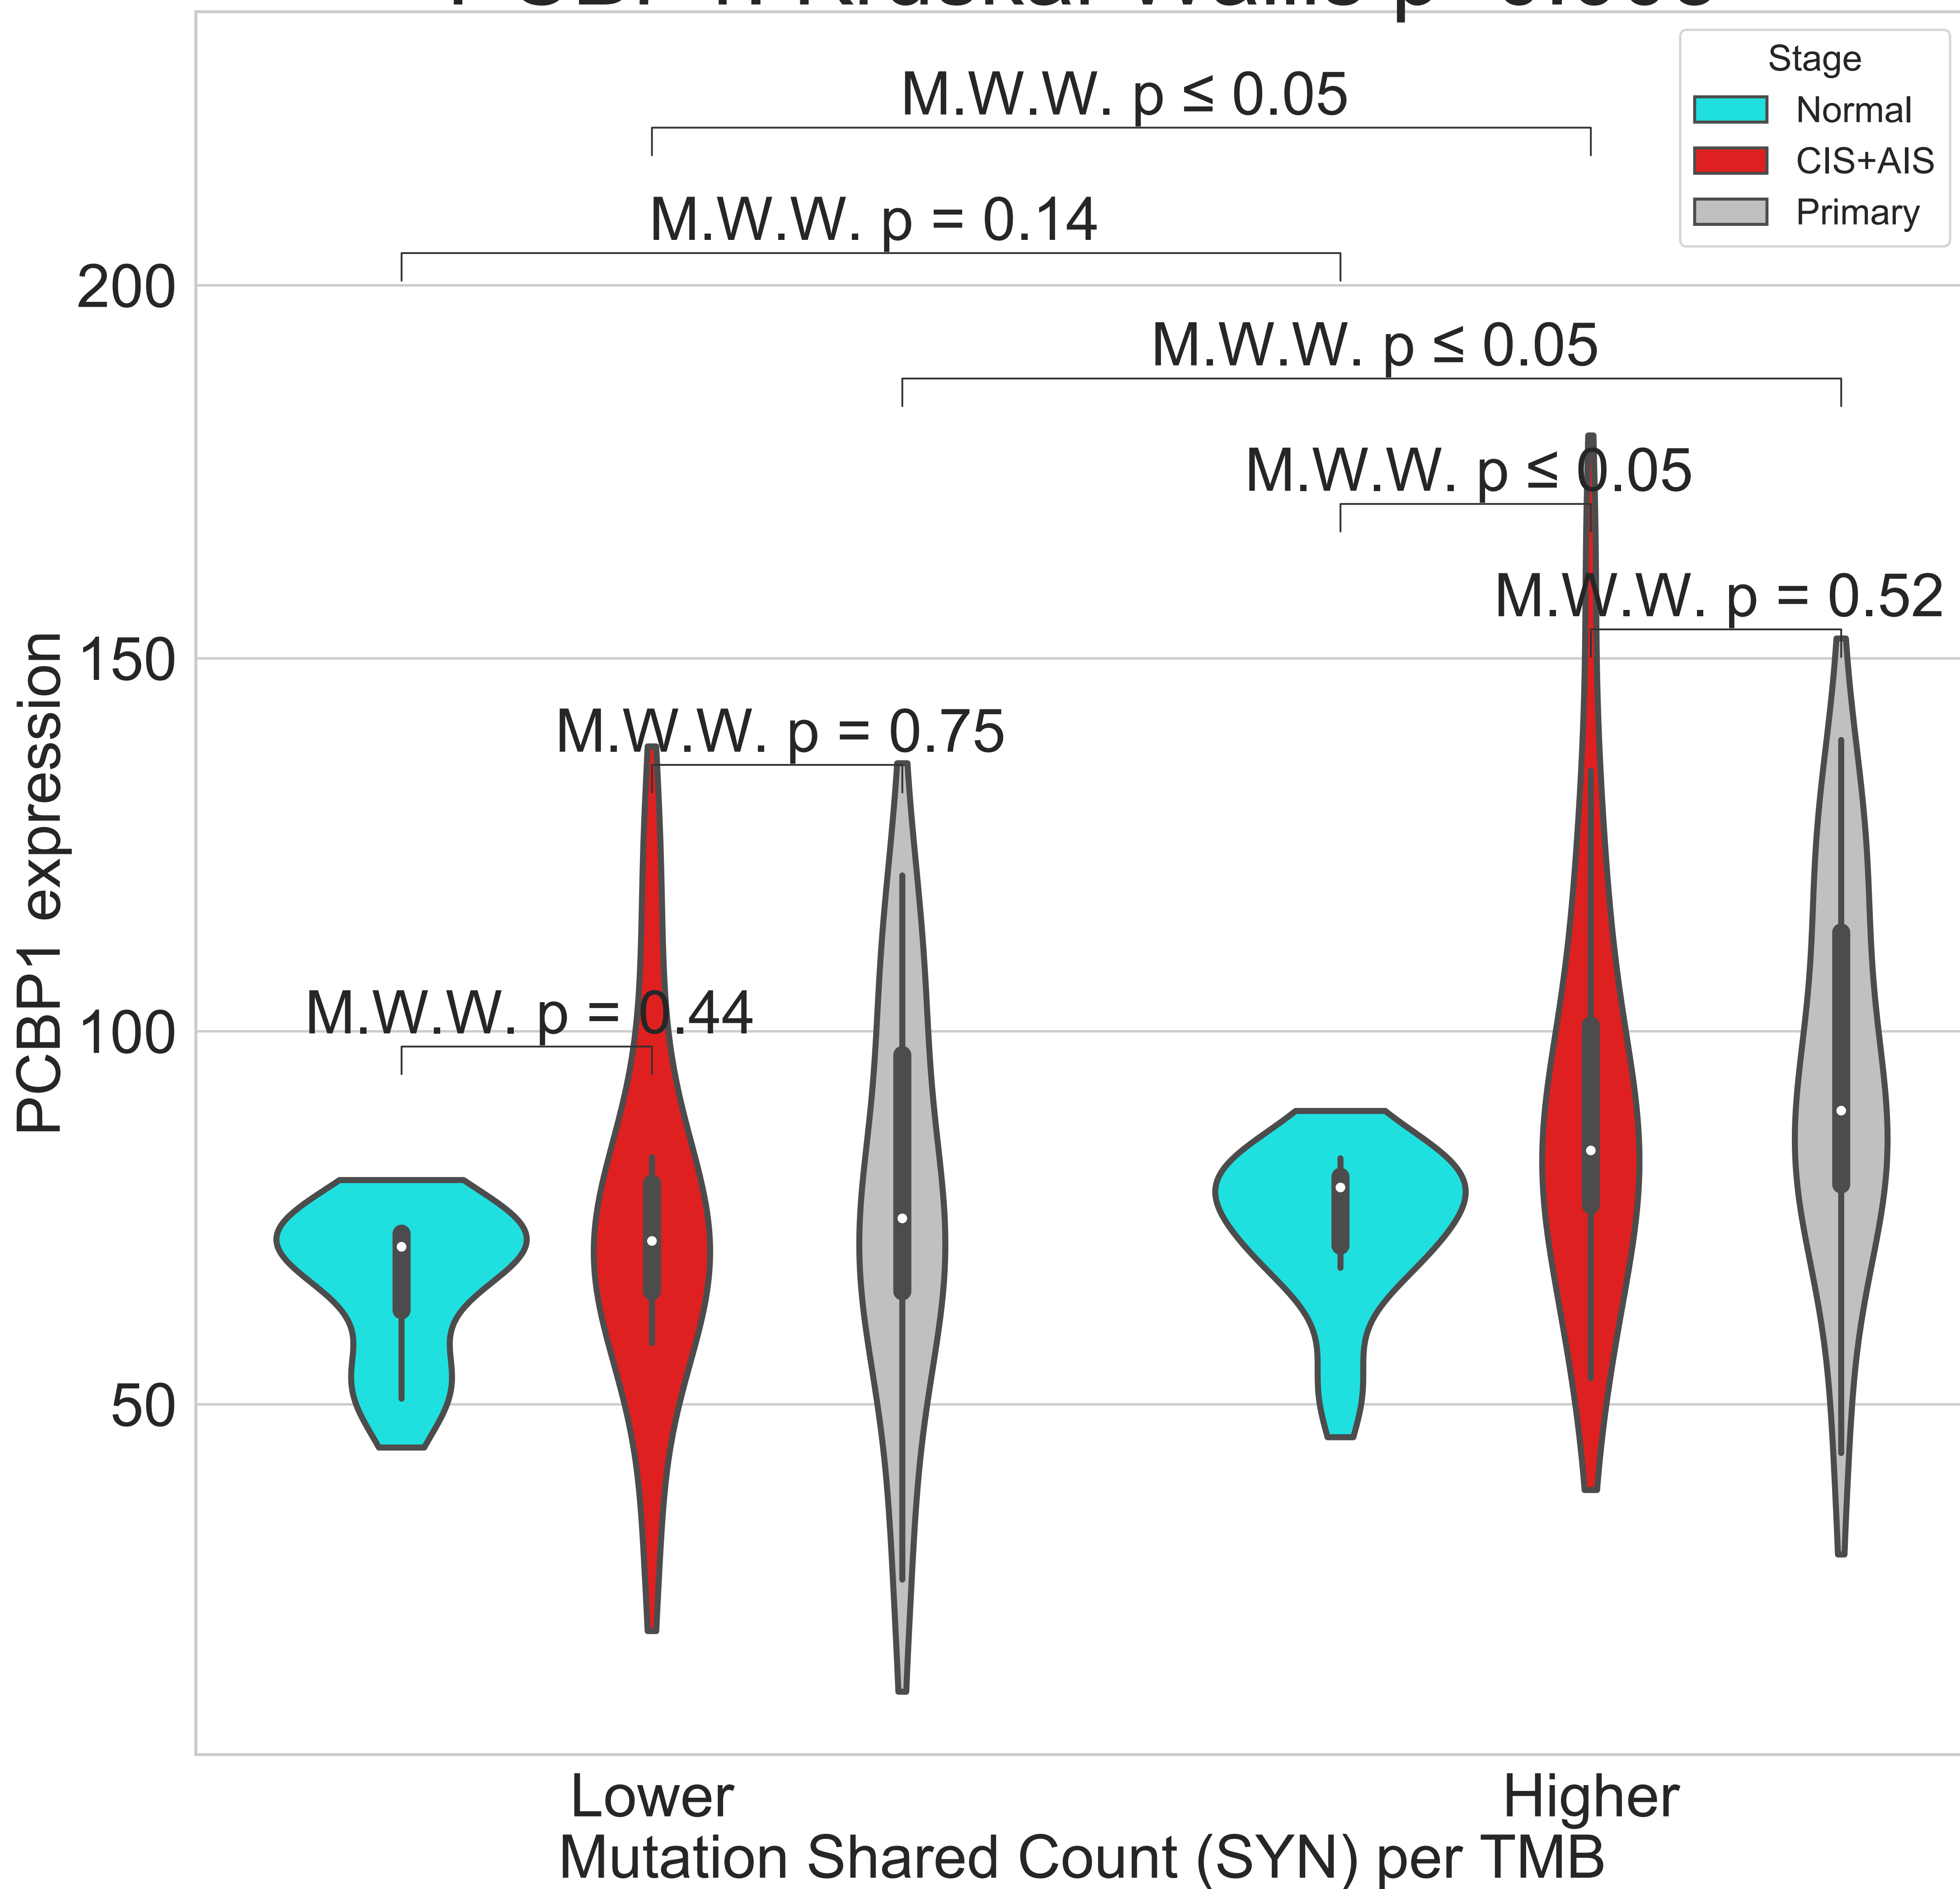 Stage
Normal
CIS+AIS
Primary
M.W.W. p ≤ 0.05
M.W.W. p = 0.14
200
M.W.W. p ≤ 0.05
M.W.W. p ≤ 0.05
M.W.W. p = 0.52
150
M.W.W. p = 0.75
M.W.W. p = 0.44
100
50
PCBP1 expression
Lower
Higher
Mutation Shared Count (SYN) per TMB